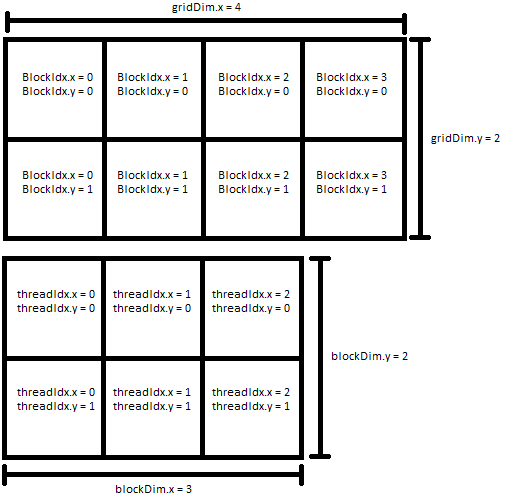 gridDim.x = 4
BlockIdx.x = 0 BlockIdx.x = 1 BlockIdx.x = 2 BlockIdx.x = 3
BlockIdx.y = 0 BlockIdx.y = 0 BlockIdx.y = 0 BlockIdx.y = 0
gridDim.y = 2
BlockIdx.x = 0 BlockIdx.x = 1 BlockIdx.x = 2 BlockIdx.x = 3
BlockIdx.y = 1 BlockIdx.y = 1 BlockIdx.y = 1 BlockIdx.y = 1
threadIdx.x = 0 threadIdx.x = 1 threadIdx.x = 2
threadIdx.y = 0 threadIdx.y = 0 threadIdx.y = 0
blockDim.y = 2
threadIdx.x = 0 threadIdx.x = 1 threadIdx.x = 2
threadIdx.y = 1 threadIdx.y = 1 threadIdx.y = 1
blockDim.x = 3